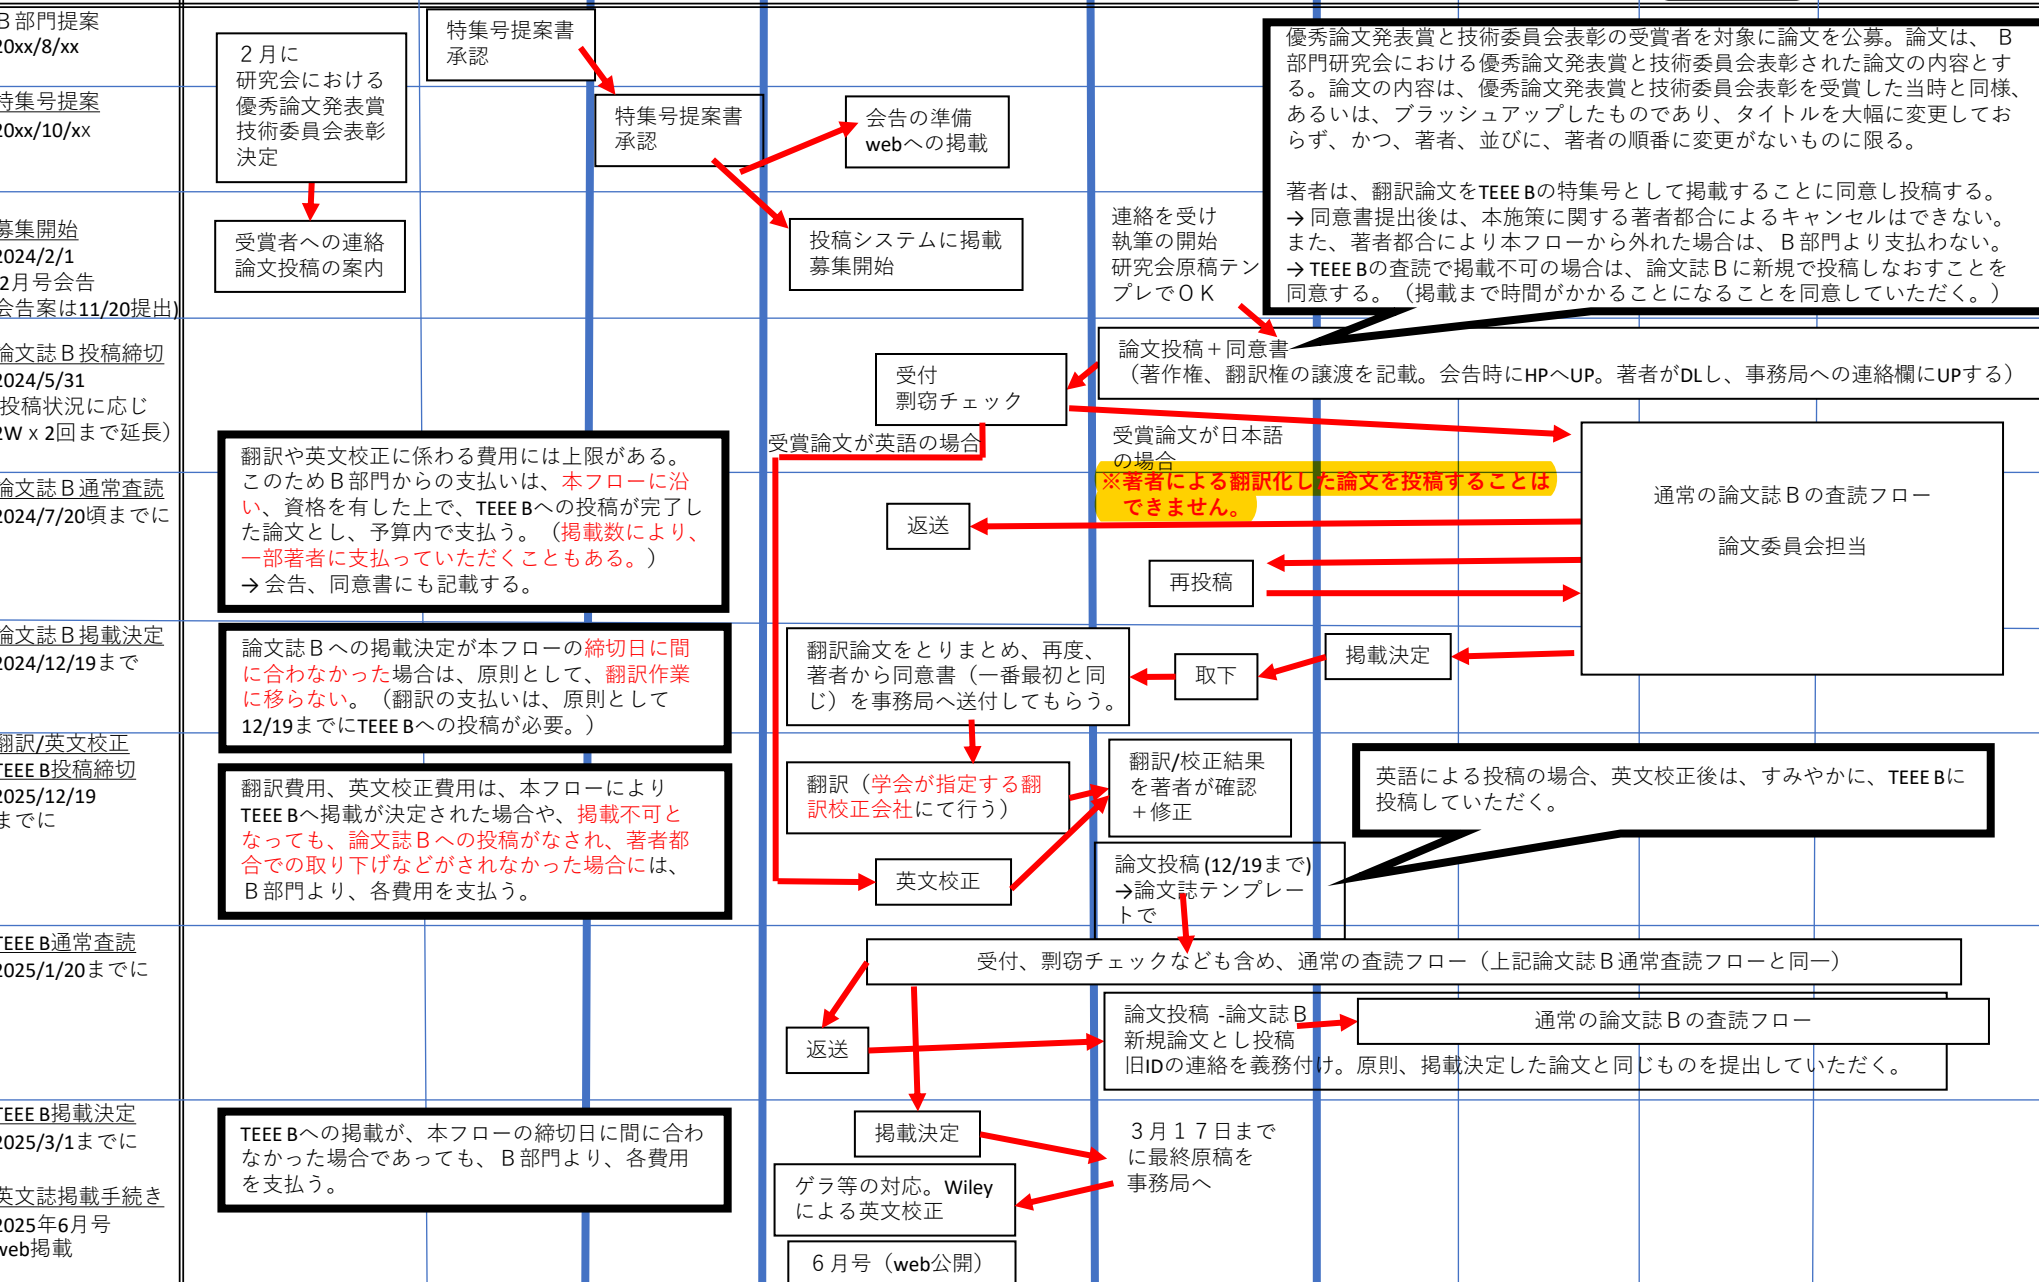 Ｂ部門提案
20xx/8/xx
特集号提案
20xx/10/xx
募集開始
2024/2/1
2月号会告
会告案は11/20提出)
論文誌Ｂ投稿締切
2024/5/31
投稿状況に応じ
2W x 2回まで延長）
論文誌Ｂ通常査読
2024/7/20頃までに
論文誌Ｂ掲載決定
2024/12/19まで
翻訳/英文校正
TEEE B投稿締切
2025/12/19
までに
TEEE B通常査読
2025/1/20までに
TEEE B掲載決定
2025/3/1までに
英文誌掲載手続き
2025年6月号
web掲載
２月に
研究会における
優秀論文発表賞
技術委員会表彰
決定
受賞者への連絡
論文投稿の案内
特集号提案書
承認
特集号提案書
承認
会告の準備
webへの掲載
投稿システムに掲載
募集開始
優秀論文発表賞と技術委員会表彰の受賞者を対象に論文を公募。論文は、Ｂ
部門研究会における優秀論文発表賞と技術委員会表彰された論文の内容とす
る。論文の内容は、優秀論文発表賞と技術委員会表彰を受賞した当時と同様、
あるいは、ブラッシュアップしたものであり、タイトルを大幅に変更してお
らず、かつ、著者、並びに、著者の順番に変更がないものに限る。
著者は、翻訳論文をTEEE Bの特集号として掲載することに同意し投稿する。
→ 同意書提出後は、本施策に関する著者都合によるキャンセルはできない。
また、著者都合により本フローから外れた場合は、Ｂ部門より支払わない。
→ TEEE Bの査読で掲載不可の場合は、論文誌Ｂに新規で投稿しなおすことを
同意する。（掲載まで時間がかかることになることを同意していただく。）
連絡を受け
執筆の開始
研究会原稿テン
プレでＯＫ
論文投稿＋同意書
（著作権、翻訳権の譲渡を記載。会告時にHPへUP。著者がDLし、事務局への連絡欄にUPする）
受付
剽窃チェック
受賞論文が英語の場合
受賞論文が日本語
の場合
※著者による翻訳化した論文を投稿することは
できません。
通常の論文誌Ｂの査読フロー
論文委員会担当
返送
再投稿
掲載決定
取下
翻訳論文をとりまとめ、再度、
著者から同意書（一番最初と同
じ）を事務局へ送付してもらう。
翻訳や英文校正に係わる費用には上限がある。
このためＢ部門からの支払いは、本フローに沿
い、資格を有した上で、TEEE Bへの投稿が完了し
た論文とし、予算内で支払う。（掲載数により、
一部著者に支払っていただくこともある。）
→ 会告、同意書にも記載する。
論文誌Ｂへの掲載決定が本フローの締切日に間
に合わなかった場合は、原則として、翻訳作業
に移らない。（翻訳の支払いは、原則として
12/19までにTEEE Bへの投稿が必要。）
翻訳費用、英文校正費用は、本フローにより
TEEE Bへ掲載が決定された場合や、掲載不可と
なっても、論文誌Ｂへの投稿がなされ、著者都
合での取り下げなどがされなかった場合には、
Ｂ部門より、各費用を支払う。
翻訳（学会が指定する翻
訳校正会社にて行う）
翻訳/校正結果
を著者が確認
＋修正
英文校正
英語による投稿の場合、英文校正後は、すみやかに、TEEE Bに
投稿していただく。
論文投稿 (12/19まで)
→論文誌テンプレー
トで
受付、剽窃チェックなども含め、通常の査読フロー（上記論文誌Ｂ通常査読フローと同一）
返送
論文投稿 -論文誌Ｂ
新規論文とし投稿
旧IDの連絡を義務付け。原則、掲載決定した論文と同じものを提出していただく。
通常の論文誌Ｂの査読フロー
TEEE Bへの掲載が、本フローの締切日に間に合わ
なかった場合であっても、Ｂ部門より、各費用
を支払う。
掲載決定
３月１７日まで
に最終原稿を
事務局へ
ゲラ等の対応。Wiley
による英文校正
６月号（web公開）